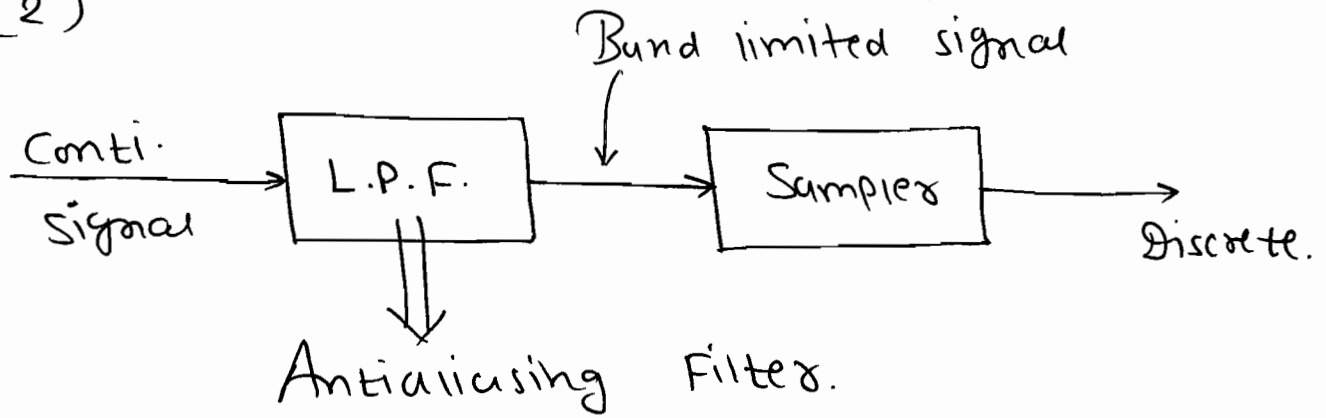 2)
Band limited signal
Conti.
signal
L.P.F.
Sampler
Discrete.
Antialiasing Filter.